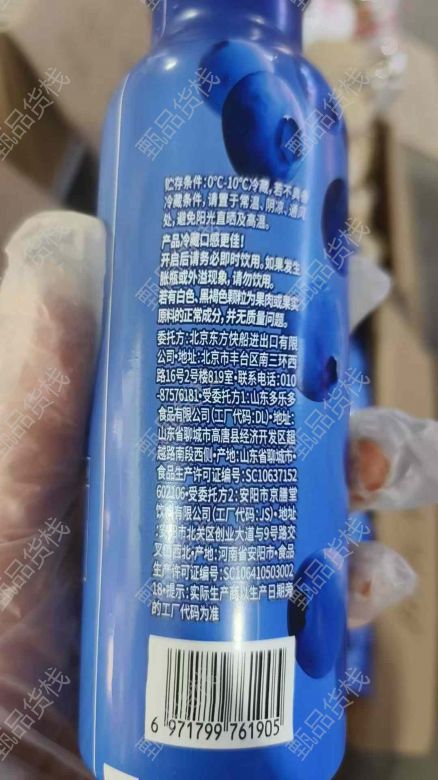 贮存条件:0℃-10℃冷藏,若不具备
冷藏条件,请置于常温、阴凉、通风
处,避免阳光直晒及高温。
产品冷藏口感更佳!
开启后请务必即时饮用。如果发生
胀瓶或外溢现象,请勿饮用。
若有白色、黑褐色颗粒为果肉或果实
原料的正常成分,并无质量问题。
委托方:北京东方快船进出口有限
公司·地址:北京市丰台区南三环西
路16号2号楼819室·联系电话:010
-87576181·受委托方1:山东多乐多
食品有限公司(工厂代码:DL)·地址:
山东省聊城市高唐县经济开发区超
越路南段西侧·产地:山东省聊城市·
食品生产许可证编号:SC10637152
602106·受委托方2:安阳市京膳堂
饮品有限公司(工厂代码:JS)·地址:
安阳市北关区创业大道与9号路交
叉口西北·产地:河南省安阳市·食品
生产许可证编号:SC106410503002
18·提示:实际生产商以生产日期旁
的工厂代码为准
6 971799 761905
甄品货栈